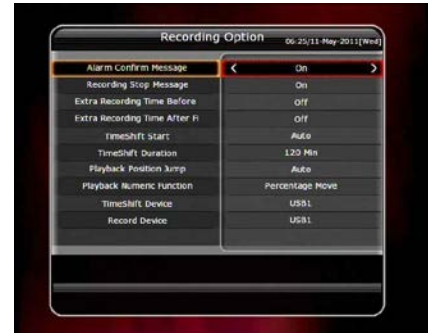 Recording Option 06:25/11-May-2011[Wed]
Alarm Confirm Message On
Recording Stop Message On
Extra Recording Time Before Off
Extra Recording Time After Fi Off
TimeShift Start Auto
TimeShift Duration 120 Min
Playback Position Jump Auto
Playback Numeric Function Percentage Move
TimeShift Device USB1
Record Device USB1